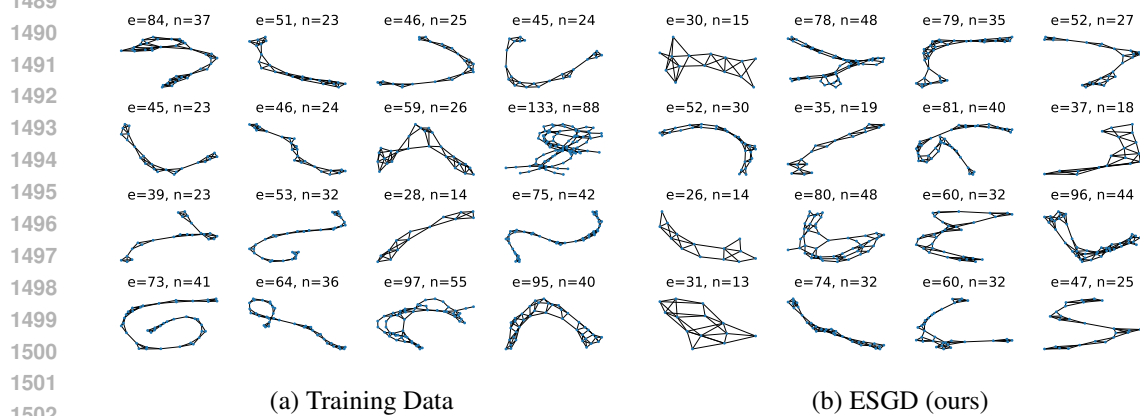 1489
1490
1491
1492
1493
1494
1495
1496
1497
1498
1499
1500
1501
1502
e=84, n=37 e=51, n=23 e=46, n=25 e=45, n=24
e=45, n=23 e=46, n=24 e=59, n=26 e=133, n=88
e=39, n=23 e=53, n=32 e=28, n=14 e=75, n=42
e=73, n=41 e=64, n=36 e=97, n=55 e=95, n=40
(a) Training Data
e=30, n=15 e=78, n=48 e=79, n=35 e=52, n=27
e=52, n=30 e=35, n=19 e=81, n=40 e=37, n=18
e=26, n=14 e=80, n=48 e=60, n=32 e=96, n=44
e=31, n=13 e=74, n=32 e=60, n=32 e=47, n=25
(b) ESGD (ours)